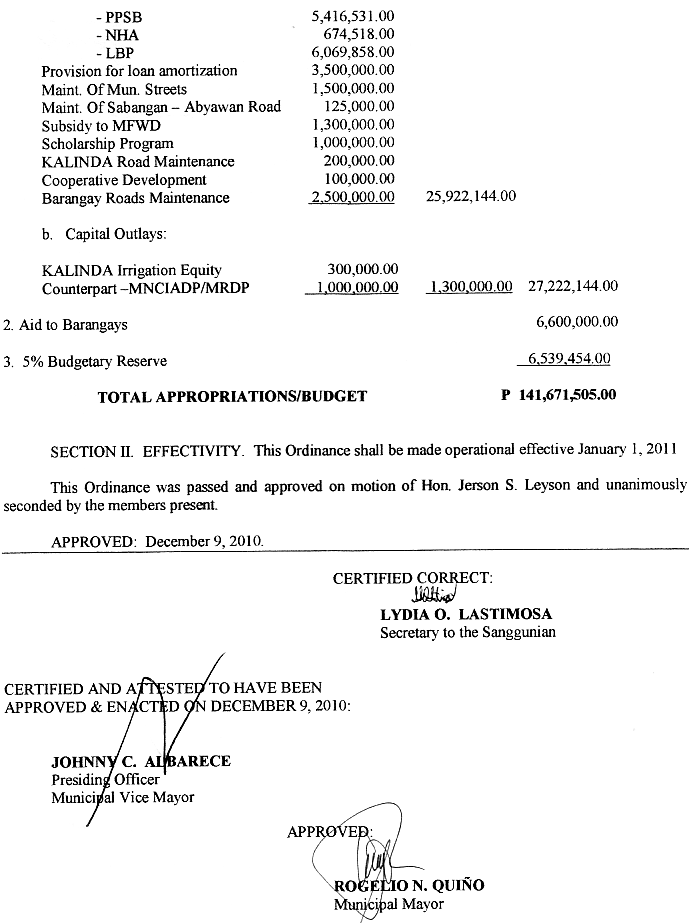 - PPSB 5,416,531.00
- NHA 674,518.00
- LBP 6,069,858.00
Provision for loan amortization 3,500,000.00
Maint. Of Mun. Streets 1,500,000.00
Maint. Of Sabangan – Abyawan Road 125,000.00
Subsidy to MFWD 1,300,000.00
Scholarship Program 1,000,000.00
KALINDA Road Maintenance 200,000.00
Cooperative Development 100,000.00
Barangay Roads Maintenance 2,500,000.00 25,922,144.00
b. Capital Outlays:
KALINDA Irrigation Equity 300,000.00
Counterpart –MNCIADP/MRDP 1,000,000.00 1,300,000.00 27,222,144.00
2. Aid to Barangays 6,600,000.00
3. 5% Budgetary Reserve 6,539,454.00
TOTAL APPROPRIATIONS/BUDGET P 141,671,505.00
SECTION II. EFFECTIVITY. This Ordinance shall be made operational effective January 1, 2011
This Ordinance was passed and approved on motion of Hon. Jerson S. Leyson and unanimously
seconded by the members present.
APPROVED: December 9, 2010.
CERTIFIED CORRECT:
LYDIA O. LASTIMOSA
Secretary to the Sanggunian
CERTIFIED AND ATTESTED TO HAVE BEEN
APPROVED & ENACTED ON DECEMBER 9, 2010:
JOHNNY C. ALBARECE
Presiding Officer
Municipal Vice Mayor
APPROVED:
ROGELIO N. QUIÑO
Municipal Mayor